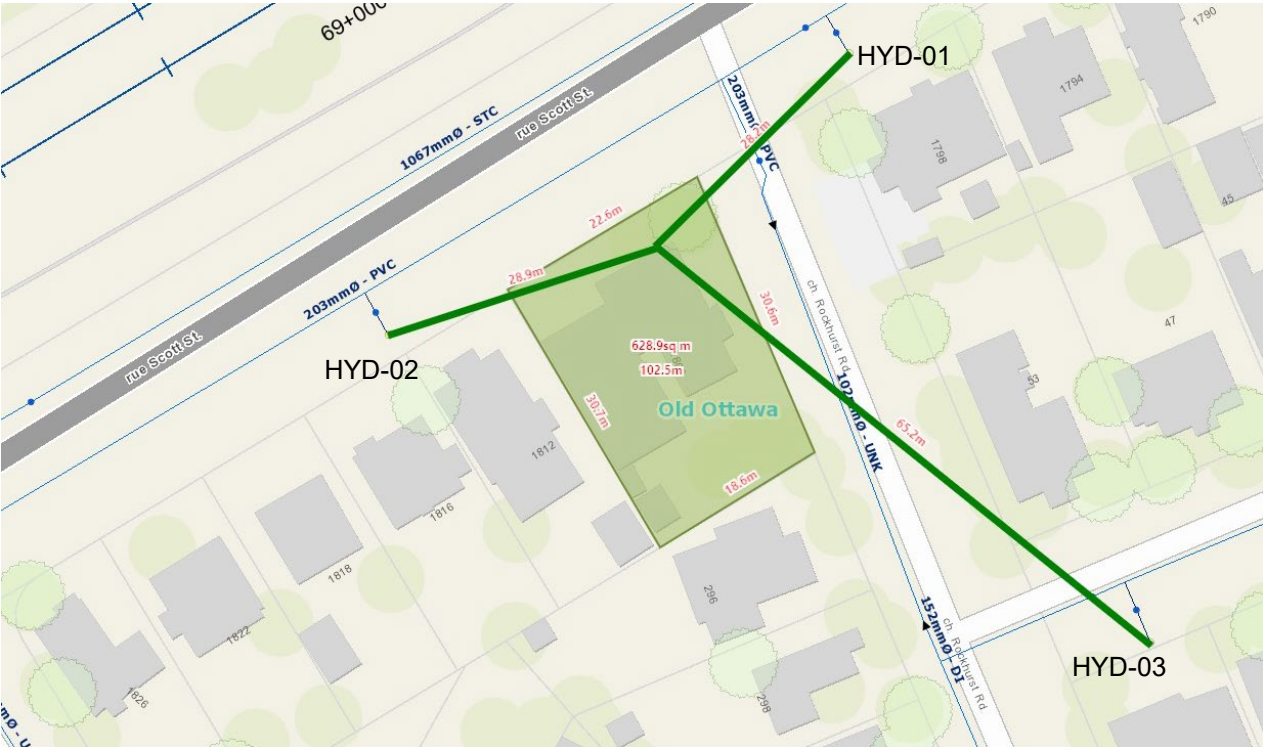 69+000
1790
HYD-01
1794
203mmØ - PVC
28.2m
1067mmØ - STC
rue Scott St.
1798
45
22.6m
28.9m
203mmØ - PVC
30.6m
ch. Rockhurst Rd
47
rue Scott St.
628.9sq m
102.5m
HYD-02
53
30.7m
Old Ottawa
102mmØ - UNK
65.2m
1812
18.6m
1816
1818
296
152mmØ - DI
ch. Rockhurst Rd
1822
HYD-03
1826
298